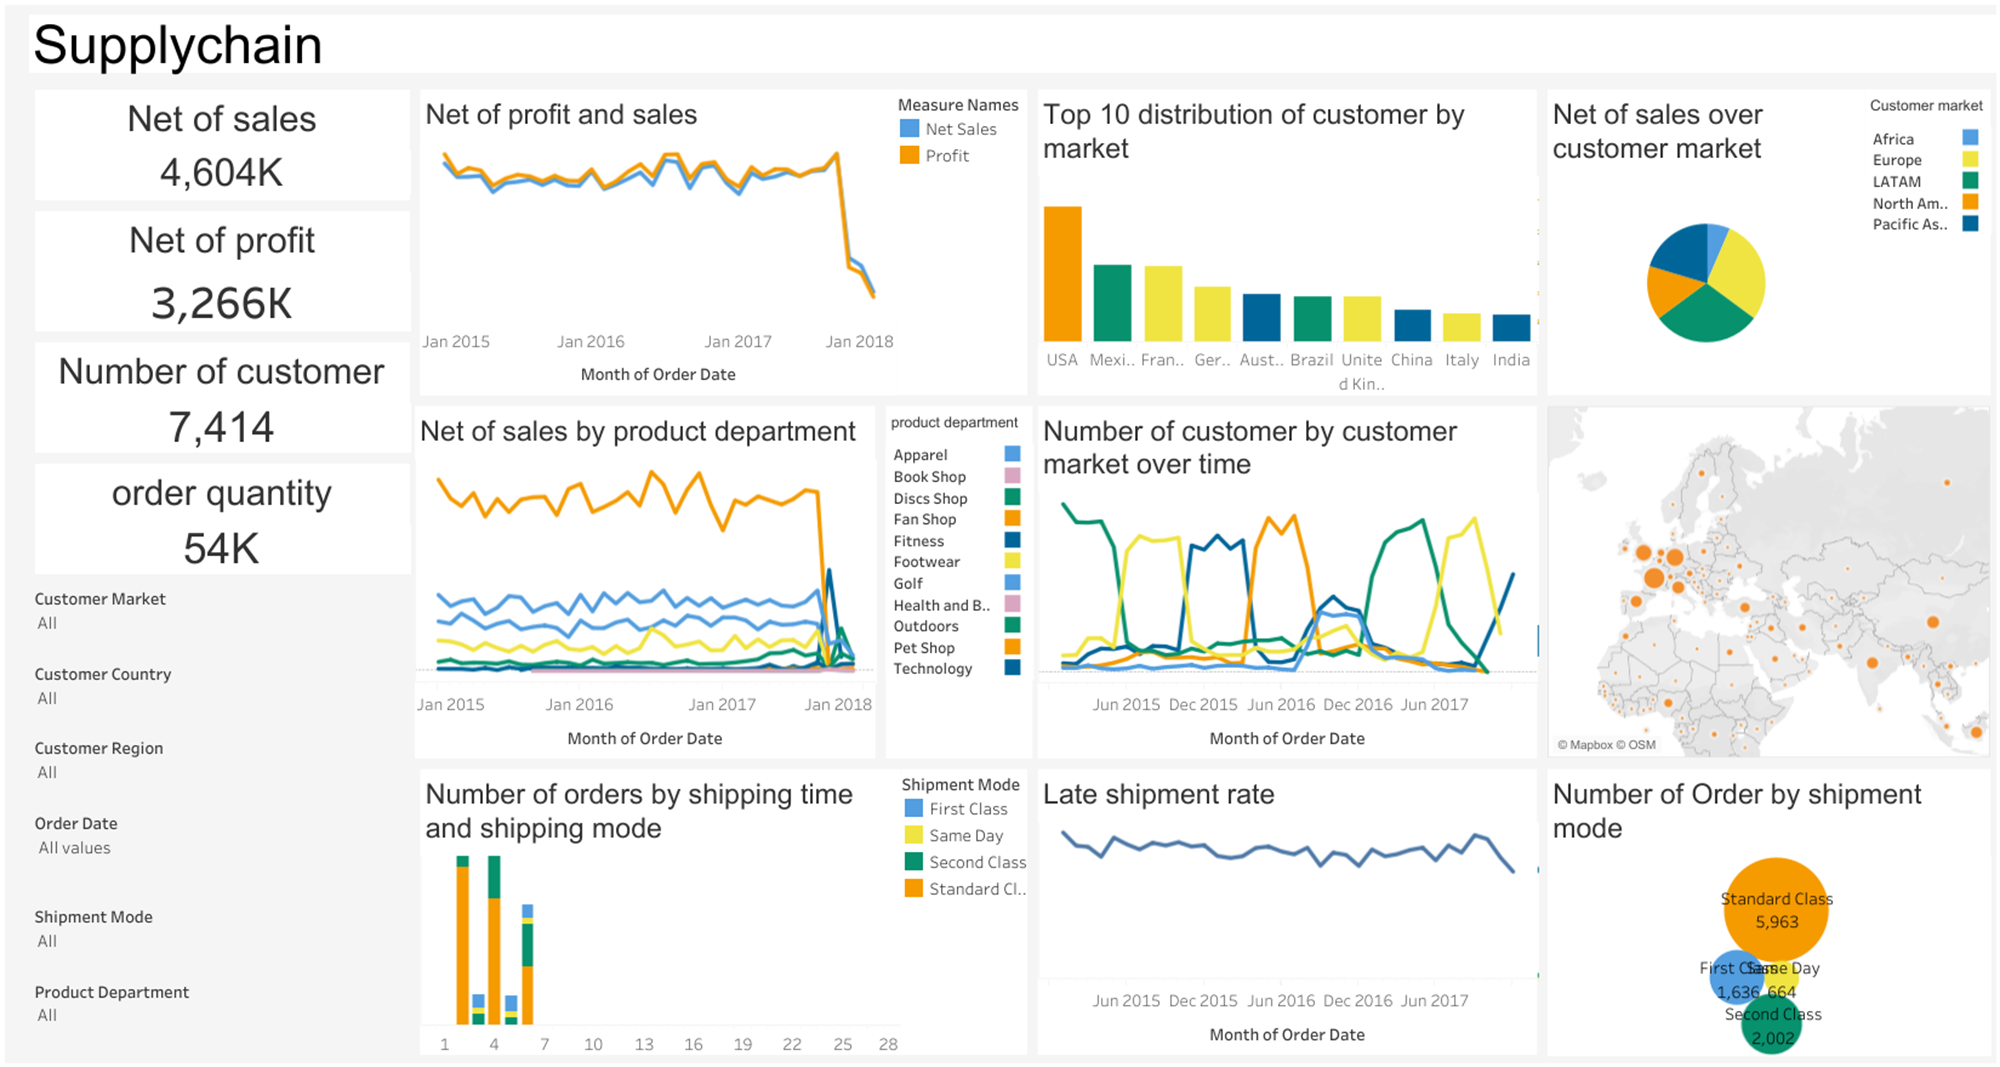 Supplychain
Net of sales
4,604K
Net of profit
3,266K
Number of customer
7,414
order quantity
54K
Customer Market
All
Customer Country
All
Customer Region
All
Order Date
All values
Shipment Mode
All
Product Department
All
Net of profit and sales
Measure Names
Net Sales
Profit
Jan 2015 Jan 2016 Jan 2017 Jan 2018
Month of Order Date
Top 10 distribution of customer by
market
USA Mexi.. Fran.. Ger.. Aust.. Brazil Unite China Italy India
d Kin..
Net of sales over
customer market
Customer market
Africa
Europe
LATAM
North Am..
Pacific As..
Net of sales by product department
Jan 2015 Jan 2016 Jan 2017 Jan 2018
Month of Order Date
product department
Apparel
Book Shop
Discs Shop
Fan Shop
Fitness
Footwear
Golf
Health and B..
Outdoors
Pet Shop
Technology
Number of customer by customer
market over time
Jun 2015 Dec 2015 Jun 2016 Dec 2016 Jun 2017
Month of Order Date
© Mapbox © OSM
Number of orders by shipping time
and shipping mode
Shipment Mode
First Class
Same Day
Second Class
Standard Cl..
1 4 7 10 13 16 19 22 25 28
Late shipment rate
Jun 2015 Dec 2015 Jun 2016 Dec 2016 Jun 2017
Month of Order Date
Number of Order by shipment
mode
Standard Class
5,963
First Class Same Day
1,636 664
Second Class
2,002